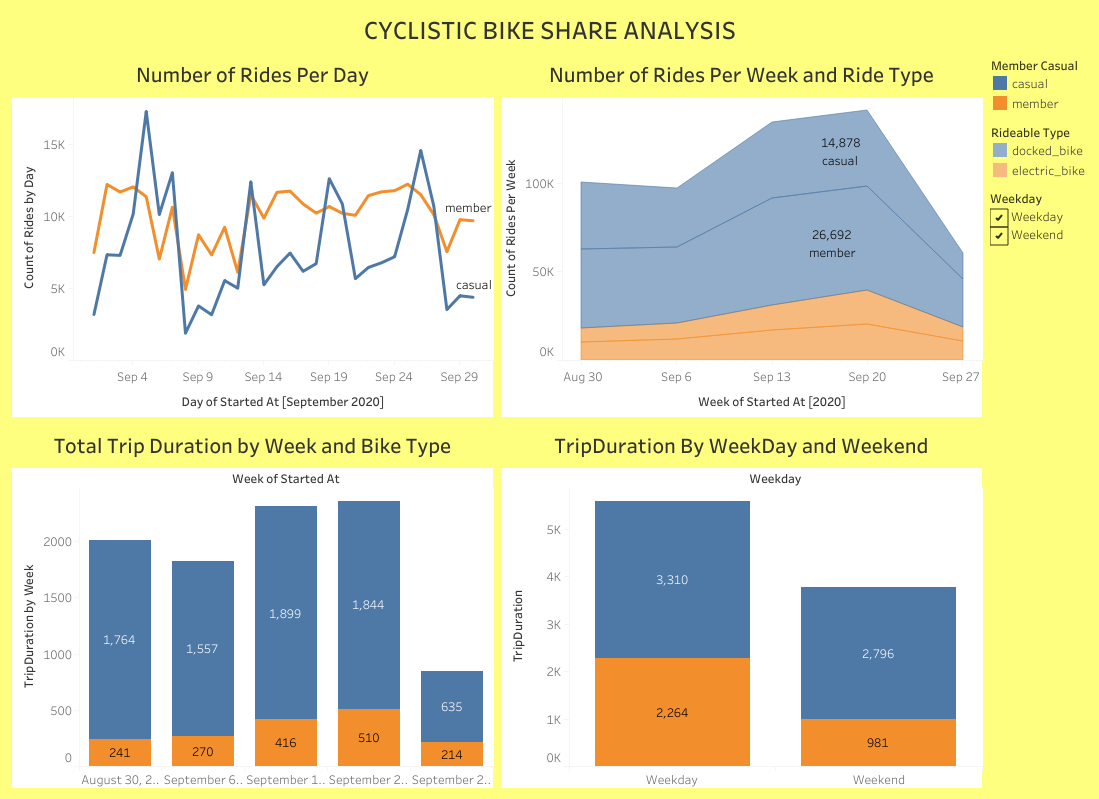 CYCLISTIC BIKE SHARE ANALYSIS
Number of Rides Per Day
Count of Rides by Day
15K
10K
5K
0K
member
casual
Sep 4
Sep 9
Sep 14
Sep 19
Sep 24
Sep 29
Day of Started At [September 2020]
Number of Rides Per Week and Ride Type
Count of Rides Per Week
100K
50K
0K
14,878
casual
26,692
member
Aug 30
Sep 6
Sep 13
Sep 20
Sep 27
Week of Started At [2020]
Member Casual
casual
member
Rideable Type
docked_bike
electric_bike
Weekday
Weekday
Weekend
Total Trip Duration by Week and Bike Type
Week of Started At
TripDuration by Week
2000
1500
1000
500
0
1,764
241
1,557
270
1,899
416
1,844
510
635
214
August 30, 2..
September 6..
September 1..
September 2..
September 2..
TripDuration By WeekDay and Weekend
Weekday
TripDuration
5K
4K
3K
2K
1K
0K
3,310
2,264
2,796
981
Weekday
Weekend